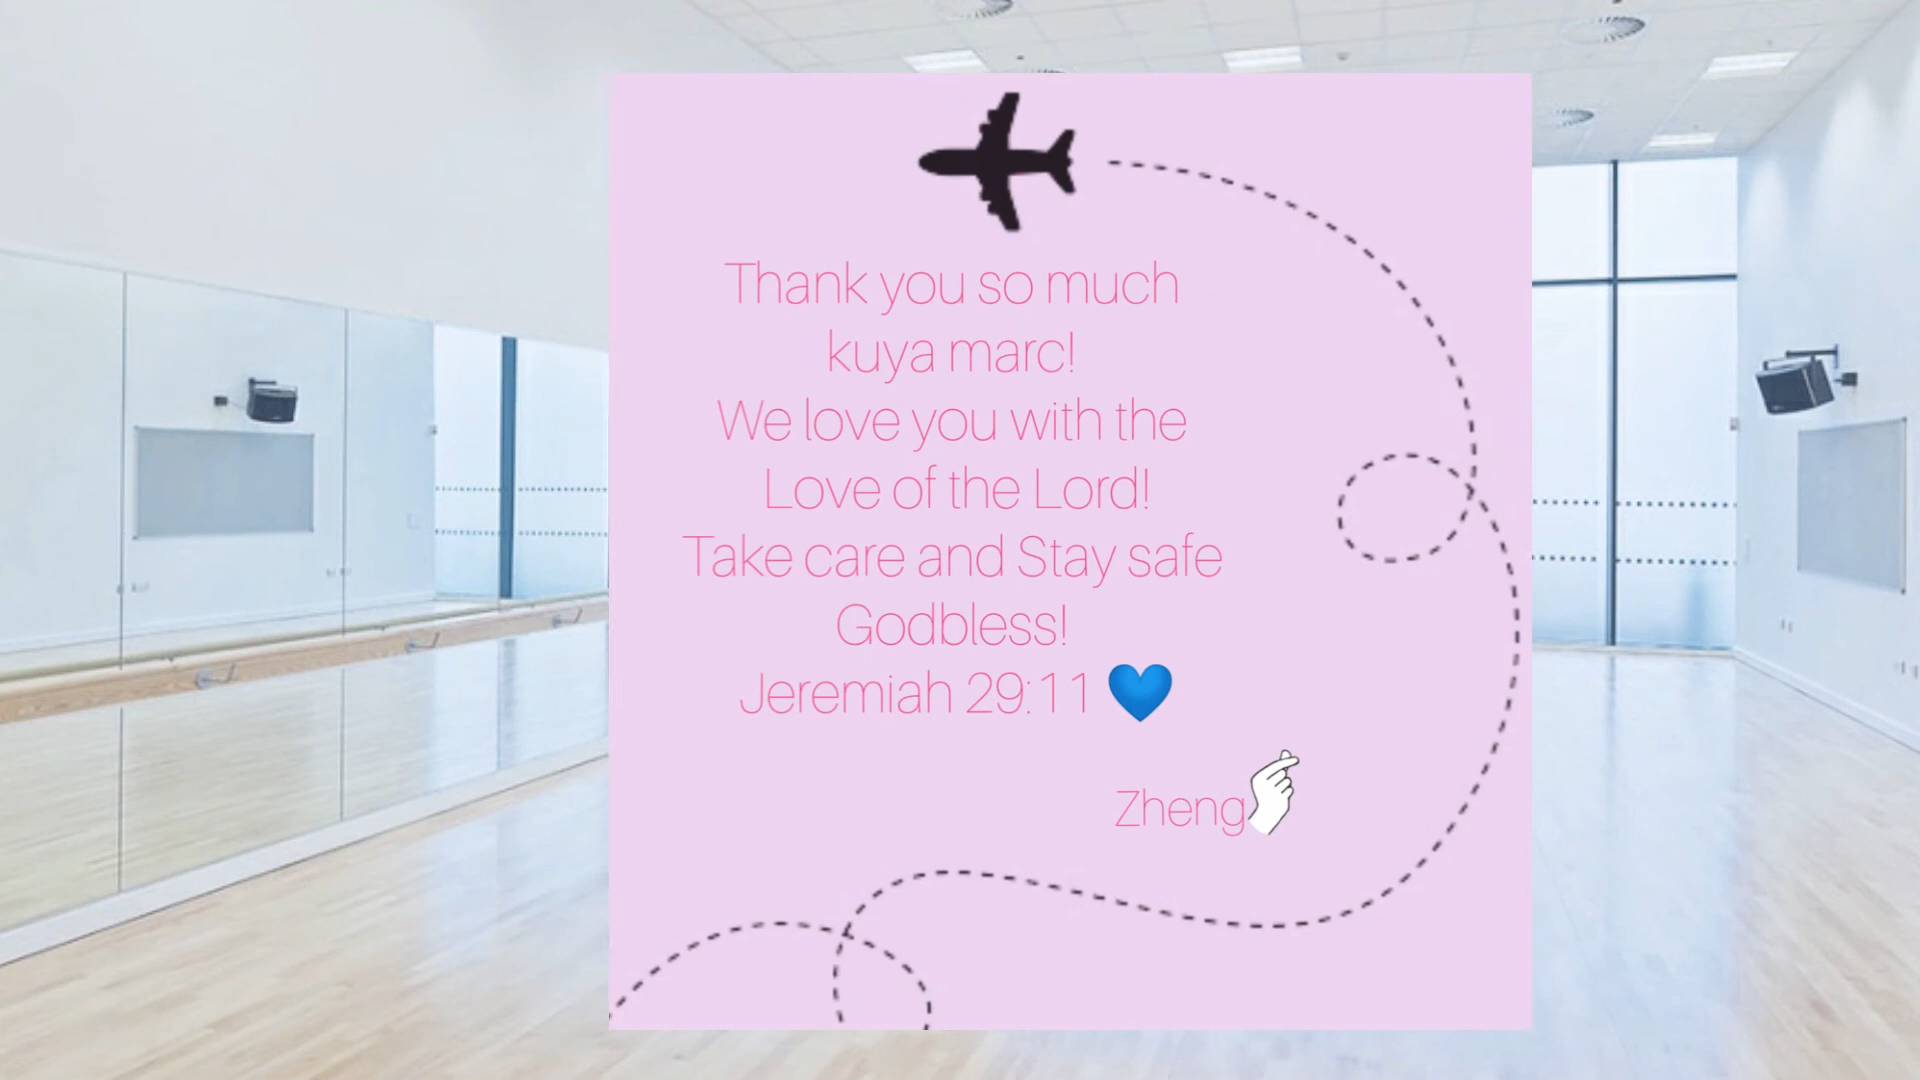 Thank you so much
kuya marc!
We love you with the
Love of the Lord!
Take care and Stay safe
Godbless!
Jeremiah 29:11 💙
Zheng